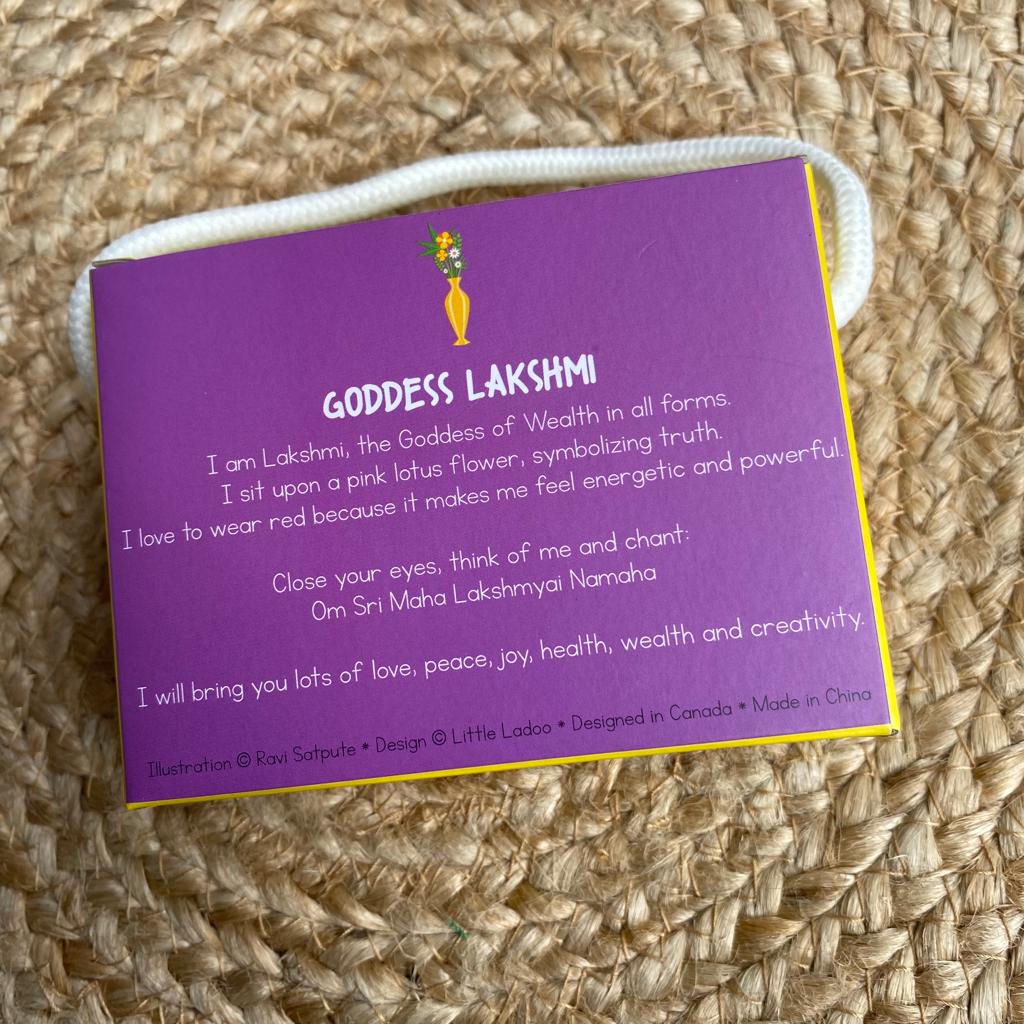 GODDESS LAKSHMI
I am Lakshmi, the Goddess of Wealth in all forms.
I sit upon a pink lotus flower, symbolizing truth.
I love to wear red because it makes me feel energetic and powerful.
Close your eyes, think of me and chant:
Om Sri Maha Lakshmyai Namaha
I will bring you lots of love, peace, joy, health, wealth and creativity.
Illustration © Ravi Satpute * Design © Little Ladoo * Designed in Canada * Made in China